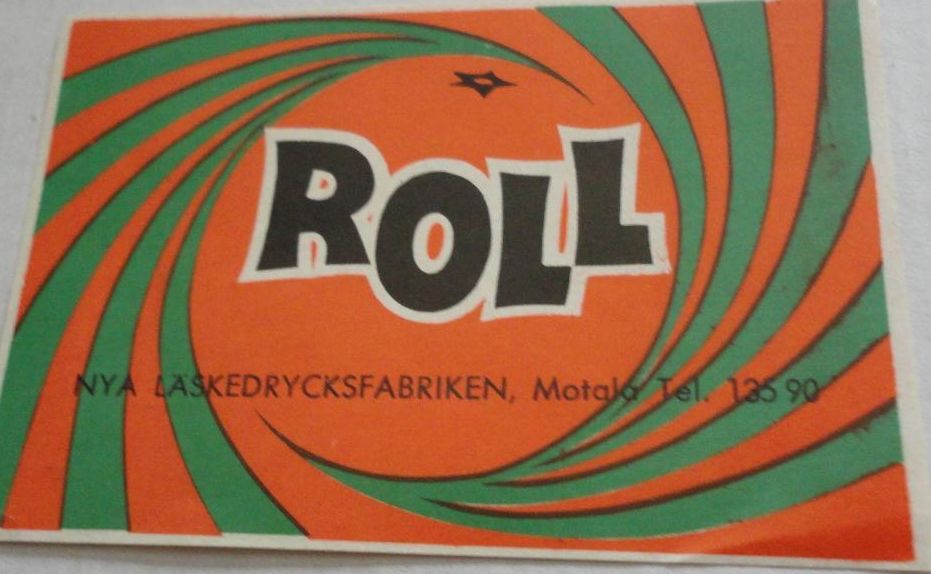 ROLL
NYA LÄSKEDRYCKSFABRIKEN, Motala Tel. 135 90